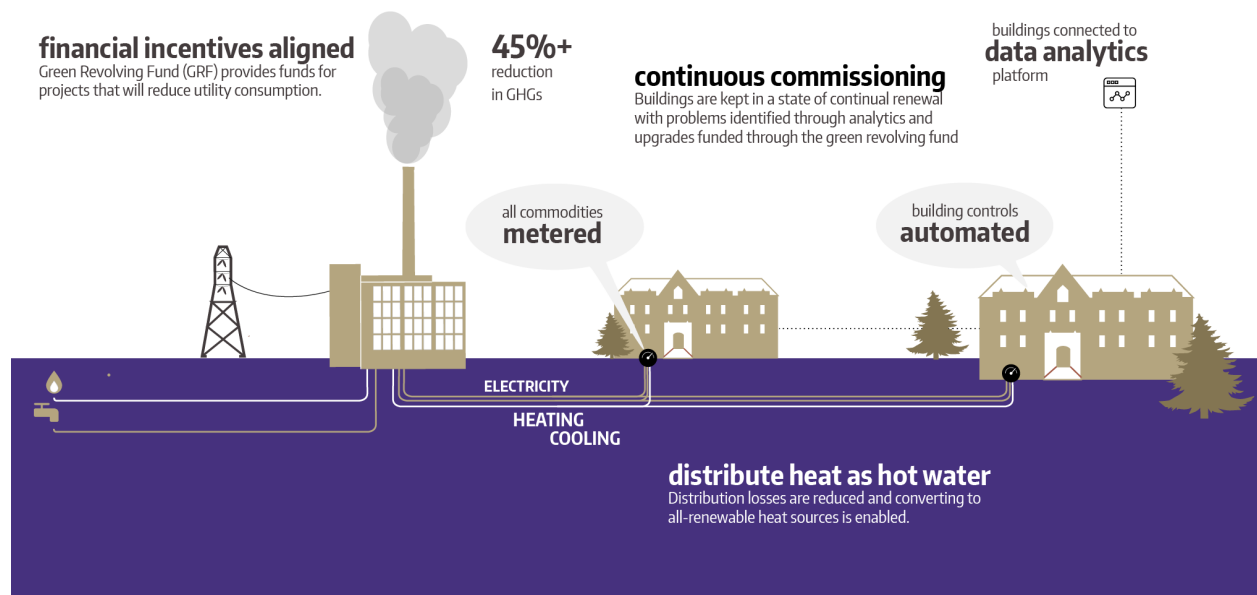 financial incentives aligned
Green Revolving Fund (GRF) provides funds for
projects that will reduce utility consumption.
45%+
reduction
in GHGs
continuous commissioning
Buildings are kept in a state of continual renewal
with problems identified through analytics and
upgrades funded through the green revolving fund
buildings connected to
data analytics
platform
all commodities
metered
building controls
automated
ELECTRICITY
HEATING
COOLING
distribute heat as hot water
Distribution losses are reduced and converting to
all-renewable heat sources is enabled.